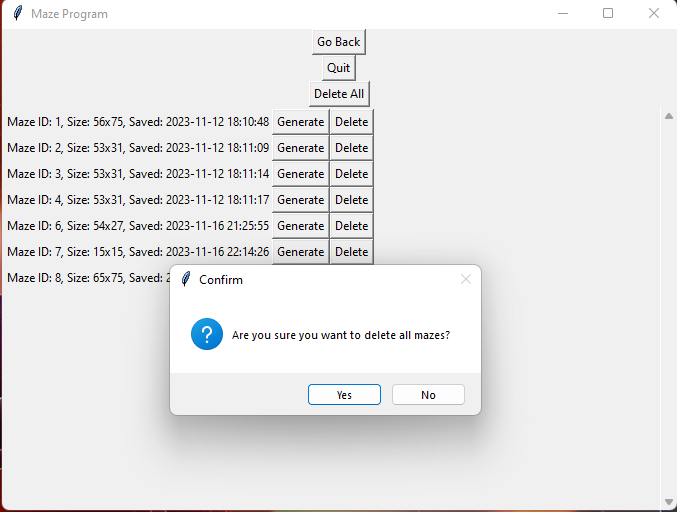 Maze Program
Go Back
Quit
Delete All
Maze ID: 1, Size: 56x75, Saved: 2023-11-12 18:10:48 Generate Delete
Maze ID: 2, Size: 53x31, Saved: 2023-11-12 18:11:09 Generate Delete
Maze ID: 3, Size: 53x31, Saved: 2023-11-12 18:11:14 Generate Delete
Maze ID: 4, Size: 53x31, Saved: 2023-11-12 18:11:17 Generate Delete
Maze ID: 6, Size: 54x27, Saved: 2023-11-16 21:25:55 Generate Delete
Maze ID: 7, Size: 15x15, Saved: 2023-11-16 22:14:26 Generate Delete
Maze ID: 8, Size: 65x75, Saved:
Confirm
Are you sure you want to delete all mazes?
Yes No